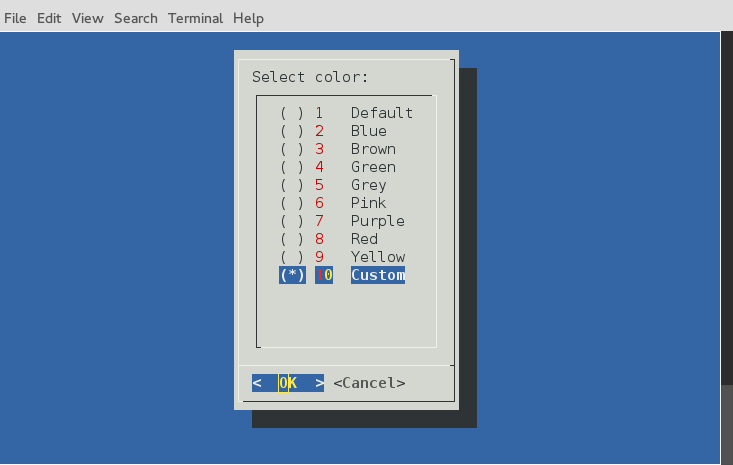 File Edit View Search Terminal Help
Select color:
( ) 1 Default
( ) 2 Blue
( ) 3 Brown
( ) 4 Green
( ) 5 Grey
( ) 6 Pink
( ) 7 Purple
( ) 8 Red
( ) 9 Yellow
(*) 10 Custom
< OK > <Cancel>